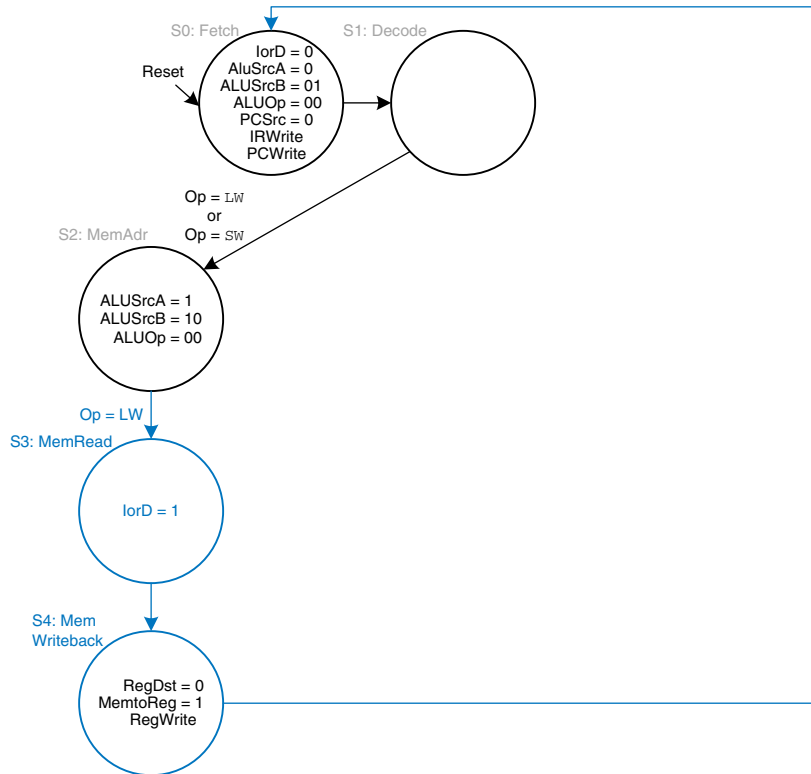 S0: Fetch
S1: Decode
Reset
IorD = 0
AluSrcA = 0
ALUSrcB = 01
ALUOp = 00
PCSrc = 0
IRWrite
PCWrite
Op = LW
or
Op = SW
S2: MemAdr
ALUSrcA = 1
ALUSrcB = 10
ALUOp = 00
Op = LW
S3: MemRead
IorD = 1
S4: Mem
Writeback
RegDst = 0
MemtoReg = 1
RegWrite